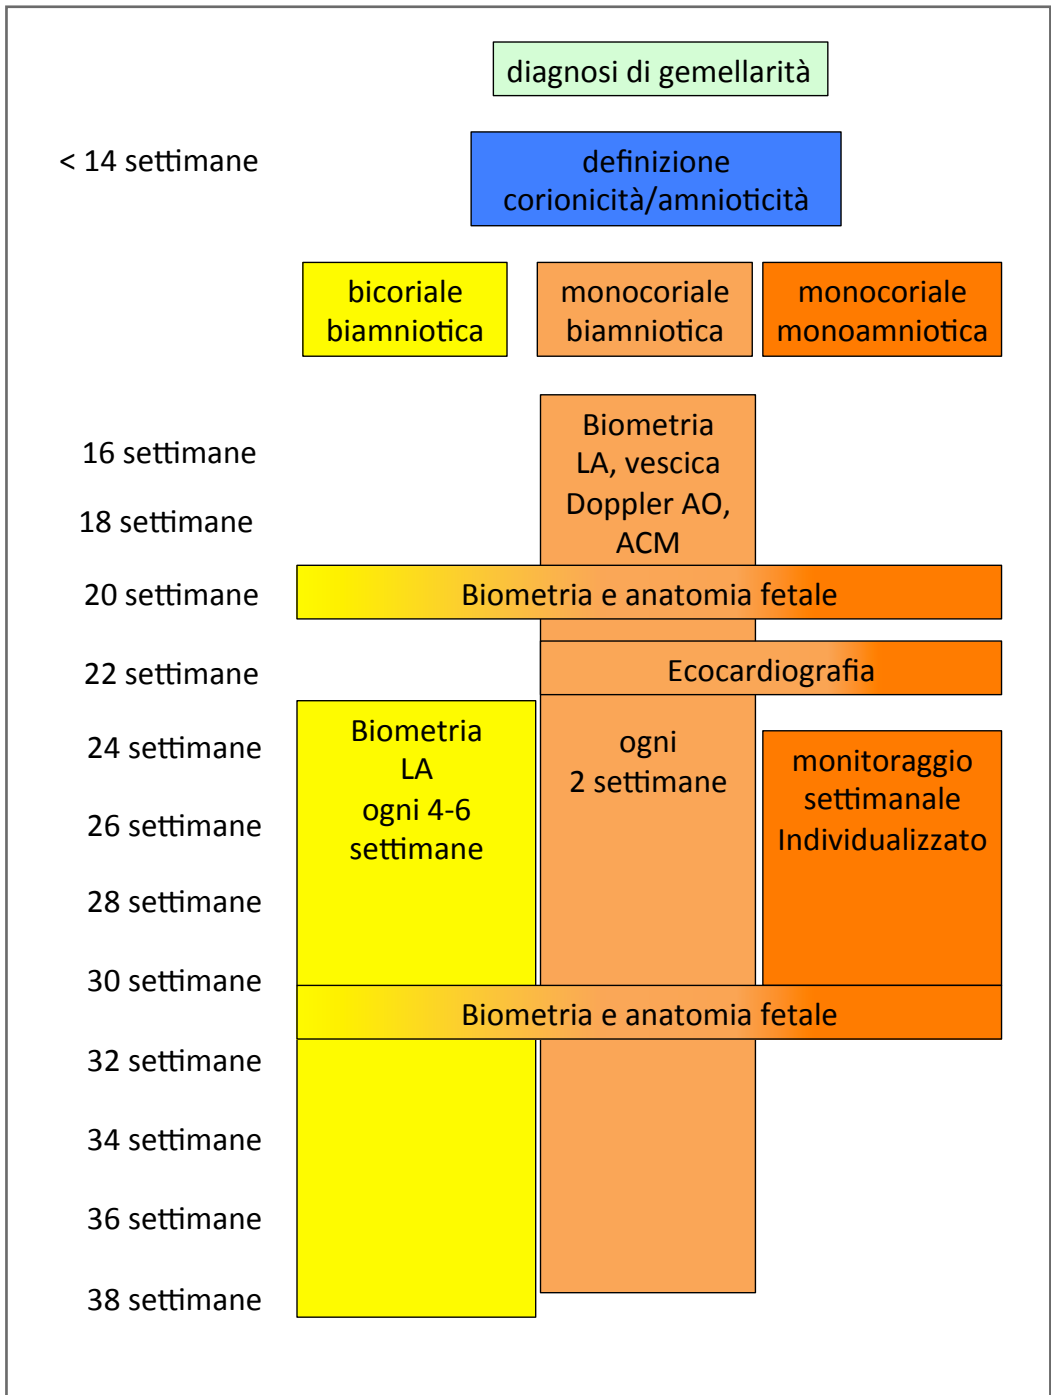 diagnosi di gemellarità
< 14 settimane
definizione
corionicità/amnioticità
bicoriale
biamniotica
monocoriale
biamniotica
monocoriale
monoamniotica
16 settimane
18 settimane
Biometria
LA, vescica
Doppler AO,
ACM
20 settimane
Biometria e anatomia fetale
22 settimane
Ecocardiografia
24 settimane
26 settimane
28 settimane
Biometria
LA
ogni 4-6
settimane
ogni
2 settimane
monitoraggio
settimanale
Individualizzato
30 settimane
Biometria e anatomia fetale
32 settimane
34 settimane
36 settimane
38 settimane